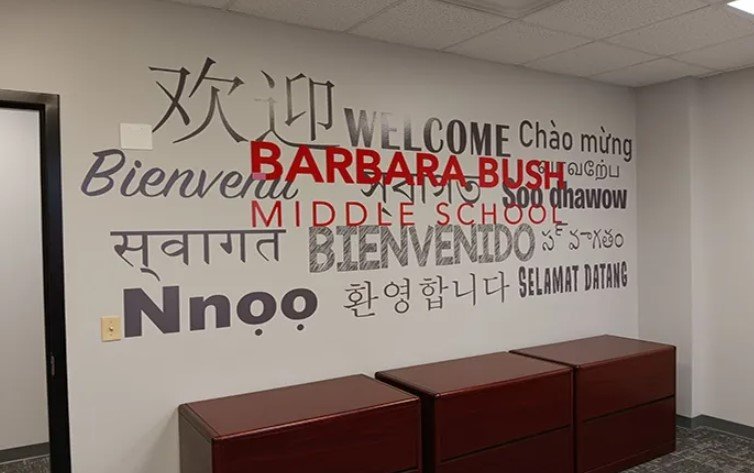 欢迎
WELCOME
Chào mừng
Bienvenu
BARBARA BUSH
MIDDLE SCHOOL
Soo dhawow
स्‌वागत
BIENVENIDO
స్ వాగతం
Nnọọ
환영합니다
SELAMAT DATANG